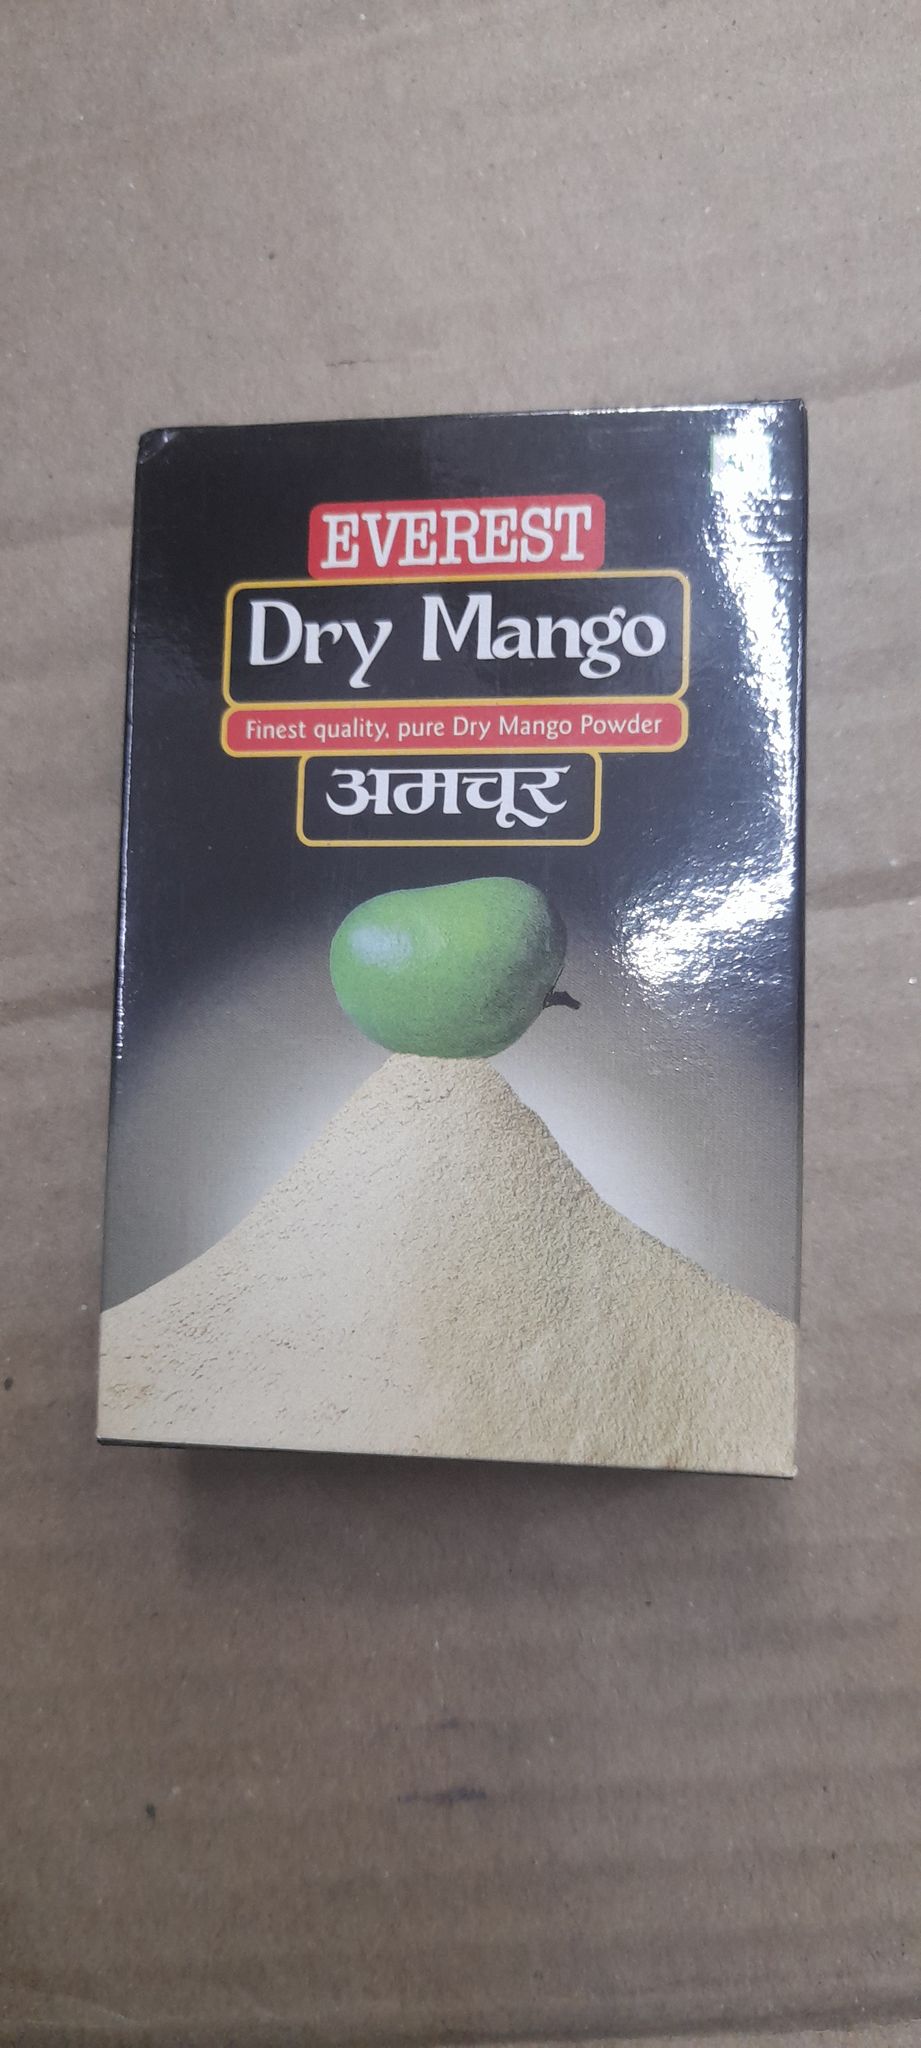 EVEREST
Dry Mango
Finest quality, pure Dry Mango Powder
अमचूर